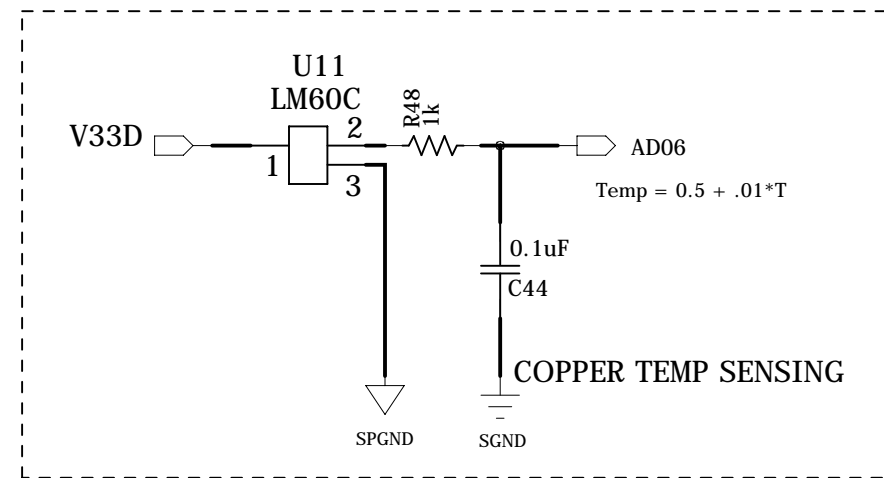 U11
LM60C
V33D
1
2
3
R48
1k
AD06
Temp = 0.5 + .01*T
0.1uF
C44
COPPER TEMP SENSING
SPGND
SGND